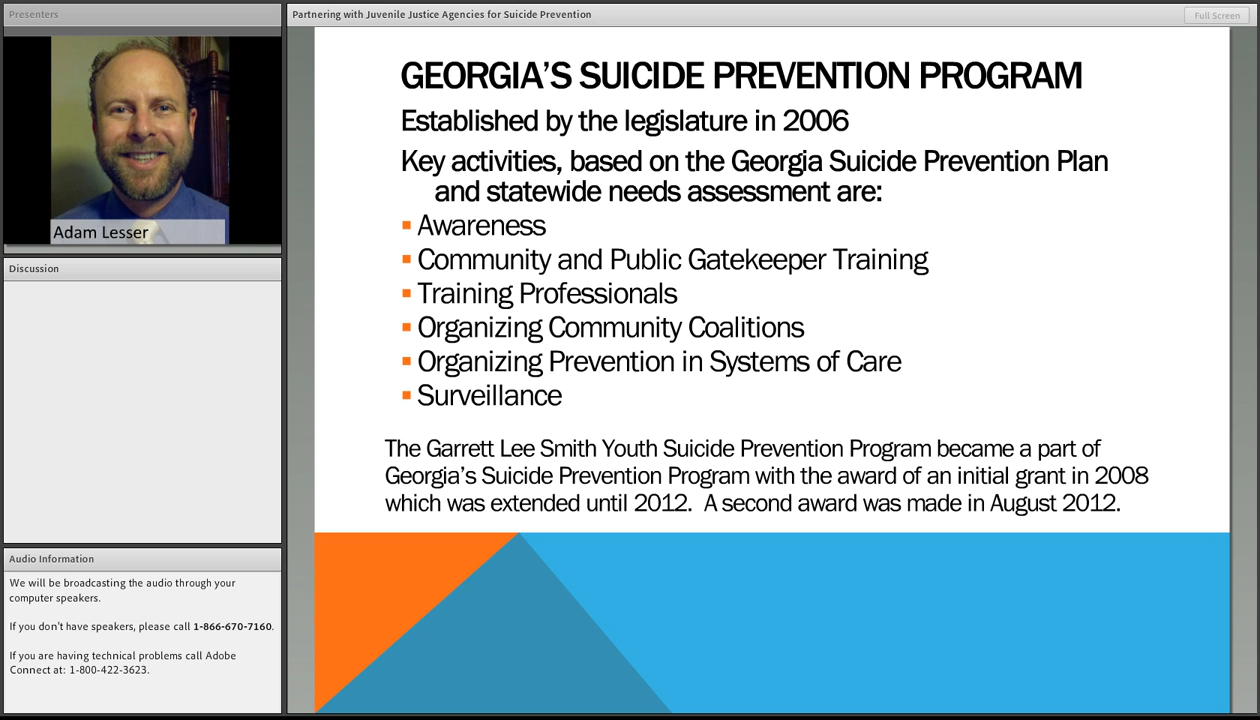 Presenters
Adam Lesser
Discussion
Audio Information
We will be broadcasting the audio through your
computer speakers.
If you don't have speakers, please call 1-866-670-7160.
If you are having technical problems call Adobe
Connect at: 1-800-422-3623.
Partnering with Juvenile Justice Agencies for Suicide Prevention
Full Screen
GEORGIA'S SUICIDE PREVENTION PROGRAM
Established by the legislature in 2006
Key activities, based on the Georgia Suicide Prevention Plan
and statewide needs assessment are:
▪ Awareness
▪ Community and Public Gatekeeper Training
▪ Training Professionals
▪ Organizing Community Coalitions
▪ Organizing Prevention in Systems of Care
▪ Surveillance
The Garrett Lee Smith Youth Suicide Prevention Program became a part of
Georgia's Suicide Prevention Program with the award of an initial grant in 2008
which was extended until 2012. A second award was made in August 2012.